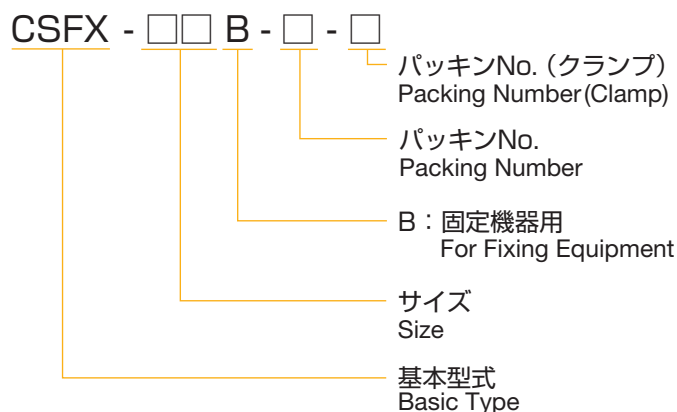 CSFX - □□ B - □ - □
パッキンNo.（クランプ）
Packing Number(Clamp)
パッキンNo.
Packing Number
B：固定機器用
For Fixing Equipment
サイズ
Size
基本型式
Basic Type